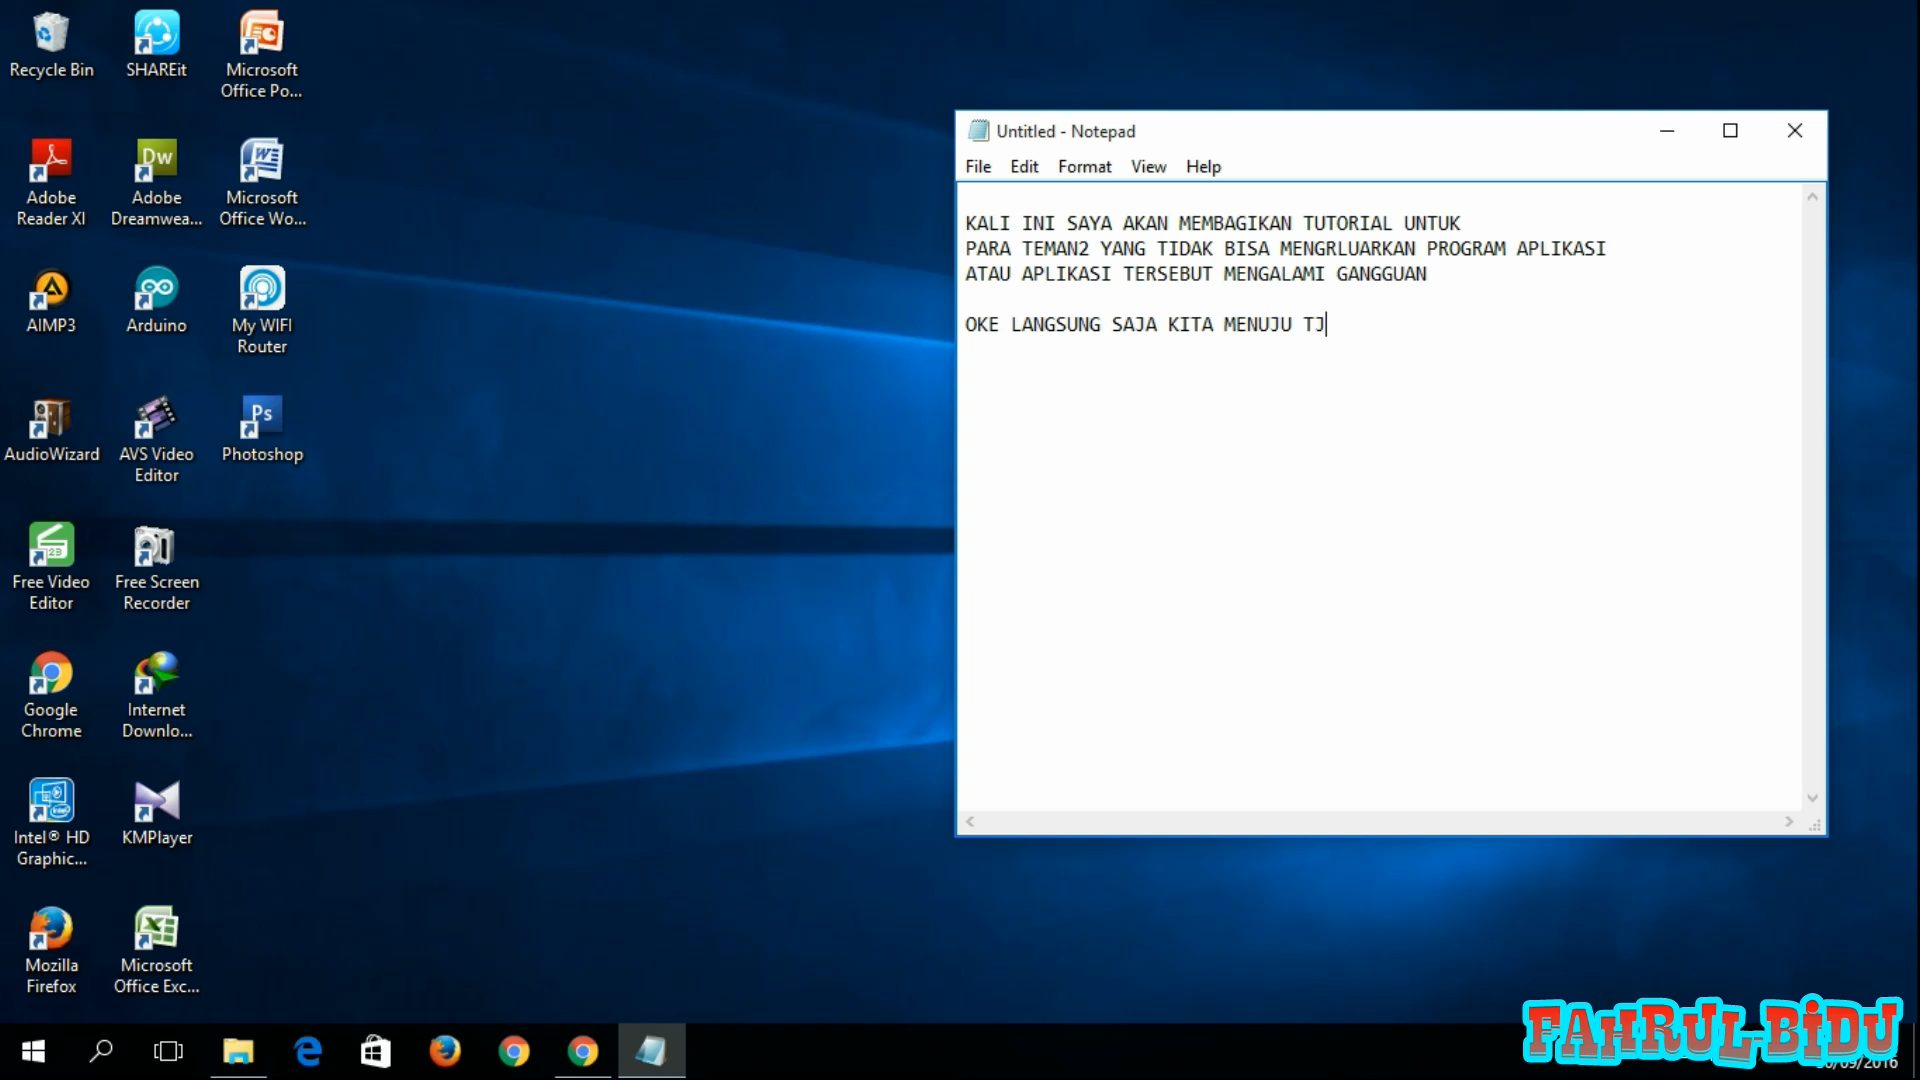 Recycle Bin
SHAREit
Microsoft
Office Po...
Adobe
Reader XI
Dw
Adobe
Dreamwea...
Microsoft
Office Wo...
AIMP3
Arduino
My WIFI
Router
AudioWizard
AVS Video
Editor
Ps
Photoshop
Free Video
Editor
Free Screen
Recorder
Google
Chrome
Internet
Downlo...
Intel® HD
Graphic...
KMPlayer
Mozilla
Firefox
Microsoft
Office Exc...
Untitled - Notepad
File Edit Format View Help
KALI INI SAYA AKAN MEMBAGIKAN TUTORIAL UNTUK
PARA TEMAN2 YANG TIDAK BISA MENGRLUARKAN PROGRAM APLIKASI
ATAU APLIKASI TERSEBUT MENGALAMI GANGGUAN
OKE LANGSUNG SAJA KITA MENUJU TJ
FAHRUL-BiDU